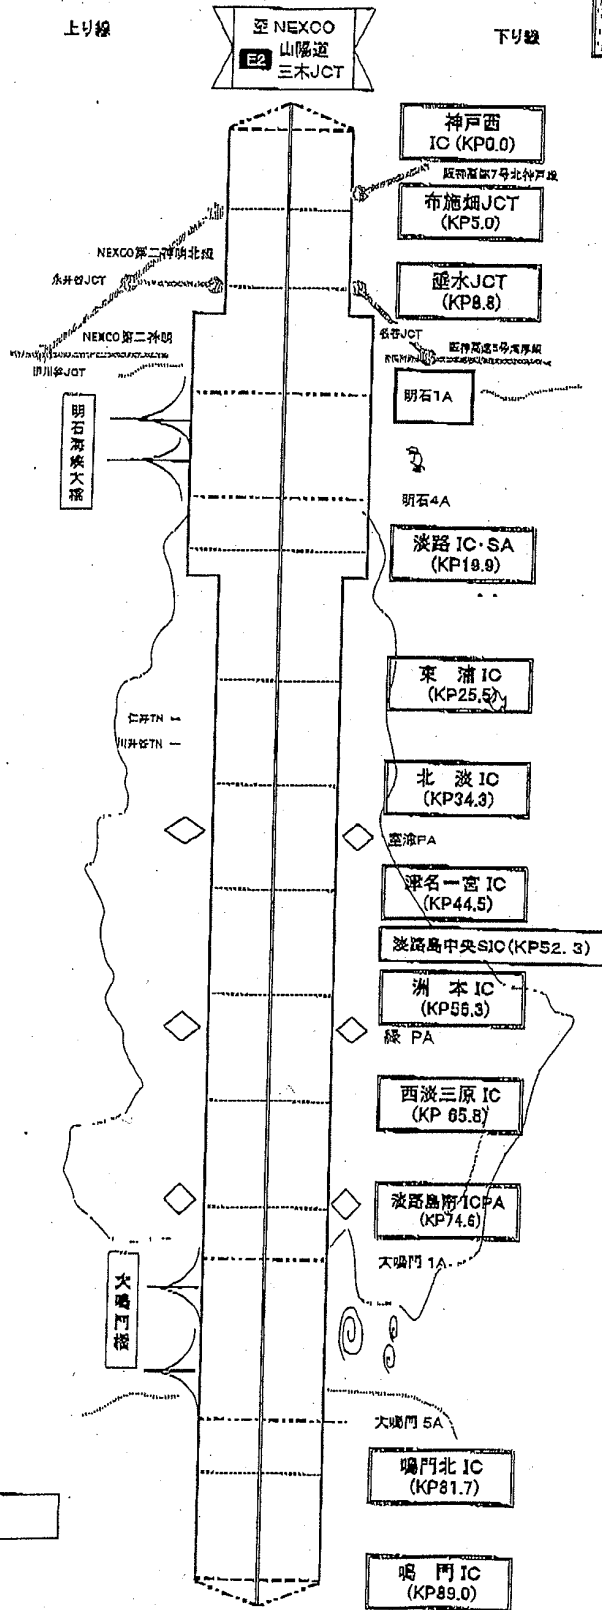 上り線
至 NEXCO
E2 山陽道
三木JCT
下り線
神戸西
IC (KP0.0)
阪神高速7号北神戸線
布施畑JCT
(KP5.0)
NEXCO第二神明北線
永井谷JCT
垂水JCT
(KP8.8)
NEXCO第二神明
伊川谷JCT
名谷JCT
阪神高速5号湾岸線
明石1A
明石海峡大橋
明石4A
淡路 IC・SA
(KP19.9)
東 浦 IC
(KP25.5)
仁井TN
川井谷TN
北 淡 IC
(KP34.3)
室津PA
津名一宮 IC
(KP44.5)
淡路島中央SIC(KP52.3)
洲 本 IC
(KP56.3)
緑 PA
西淡三原 IC
(KP 65.8)
淡路島南ICPA
(KP74.6)
大鳴門 1A
大鳴門橋
大鳴門 5A
鳴門北 IC
(KP81.7)
鳴 門 IC
(KP89.0)